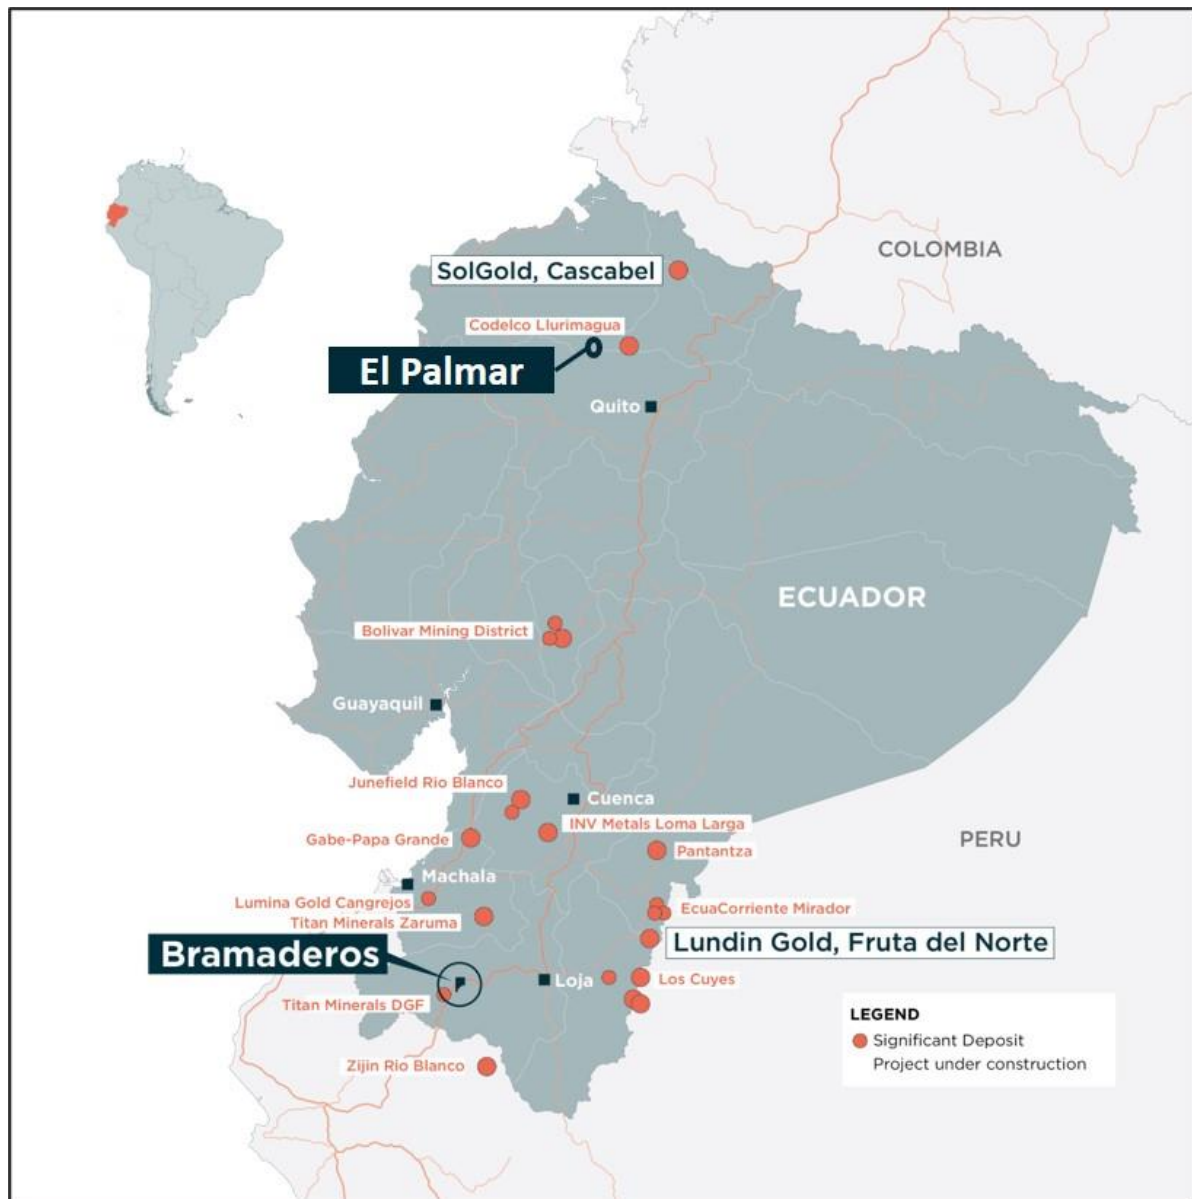 COLOMBIA
SolGold, Cascabel
Codelco Llurimagua
El Palmar
Quito
ECUADOR
Bolivar Mining District
Guayaquil
Junefield Rio Blanco
Cuenca
INV Metals Loma Larga
Gabe-Papa Grande
PERU
Pantantza
Machala
Lumina Gold Cangrejos
EcuaCorriente Mirador
Titan Minerals Zaruma
Lundin Gold, Fruta del Norte
Bramaderos
Loja
Los Cuyes
Titan Minerals DGF
LEGEND
Significant Deposit
Project under construction
Zijin Rio Blanco